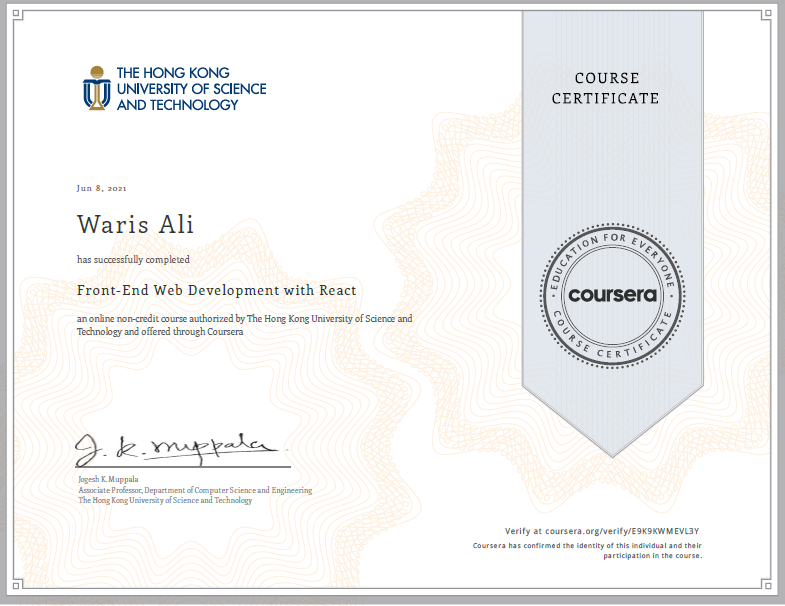 THE HONG KONG
UNIVERSITY OF SCIENCE
AND TECHNOLOGY
COURSE
CERTIFICATE
Jun 8, 2021
Waris Ali
has successfully completed
Front-End Web Development with React
an online non-credit course authorized by The Hong Kong University of Science and
Technology and offered through Coursera
EDUCATION FOR EVERYONE
coursera
COURSE CERTIFICATE
J. K. Muppala
Jogesh K. Muppala
Associate Professor, Department of Computer Science and Engineering
The Hong Kong University of Science and Technology
Verify at coursera.org/verify/E9K9KWMEVL3Y
Coursera has confirmed the identity of this individual and their
participation in the course.